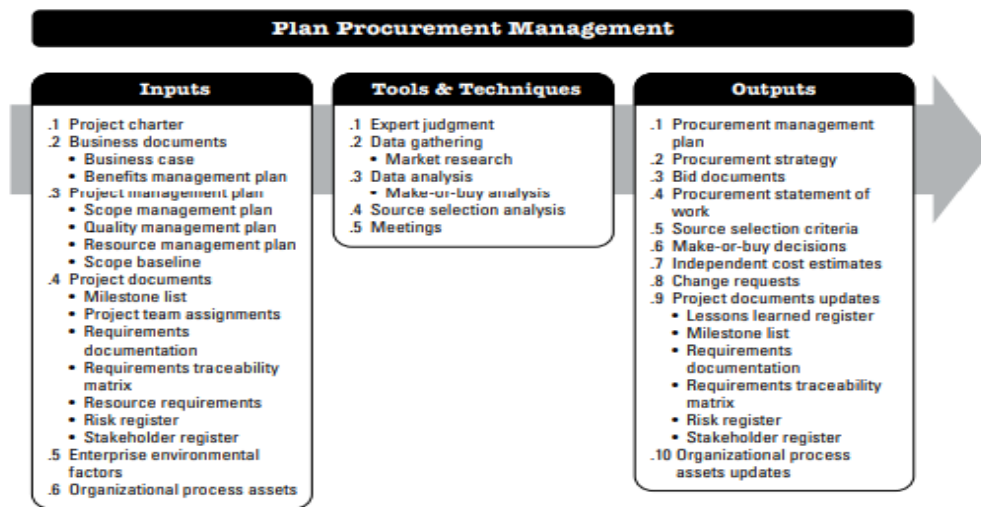 Plan Procurement Management
Inputs
.1 Project charter
.2 Business documents
• Business case
• Benefits management plan
.3 Project management plan
• Scope management plan
• Quality management plan
• Resource management plan
• Scope baseline
.4 Project documents
• Milestone list
• Project team assignments
• Requirements
documentation
• Requirements traceability
matrix
• Resource requirements
• Risk register
• Stakeholder register
.5 Enterprise environmental
factors
.6 Organizational process assets
Tools & Techniques
.1 Expert judgment
.2 Data gathering
• Market research
.3 Data analysis
• Make-or-buy analysis
.4 Source selection analysis
.5 Meetings
Outputs
.1 Procurement management
plan
.2 Procurement strategy
.3 Bid documents
.4 Procurement statement of
work
.5 Source selection criteria
.6 Make-or-buy decisions
.7 Independent cost estimates
.8 Change requests
.9 Project documents updates
• Lessons learned register
• Milestone list
• Requirements
documentation
• Requirements traceability
matrix
• Risk register
• Stakeholder register
.10 Organizational process
assets updates